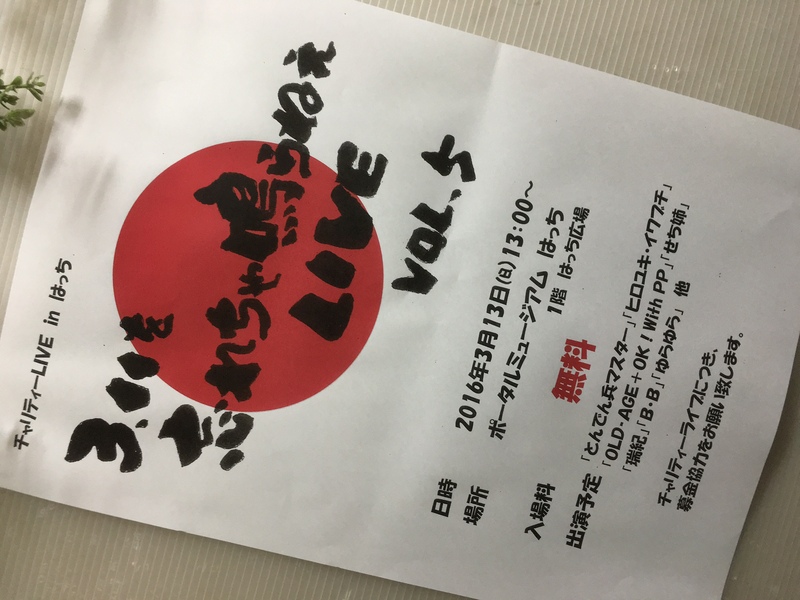 チャリティーLIVE in はっち
3.11を
忘れちゃ鳴らねぇ
LIVE
VOL.5
日時 2016年3月13日(日)13:00～
場所 ポータルミュージアム はっち
1階 はっち広場
入場料 無料
出演予定 「とんでん兵マスター」「ヒロユキ・イワブチ」
「OLD-AGE+OK！With PP」「せち姉」
「瑞紀」「B・B」「ゆらゆら」 他
チャリティーライブにつき、
募金協力をお願い致します。